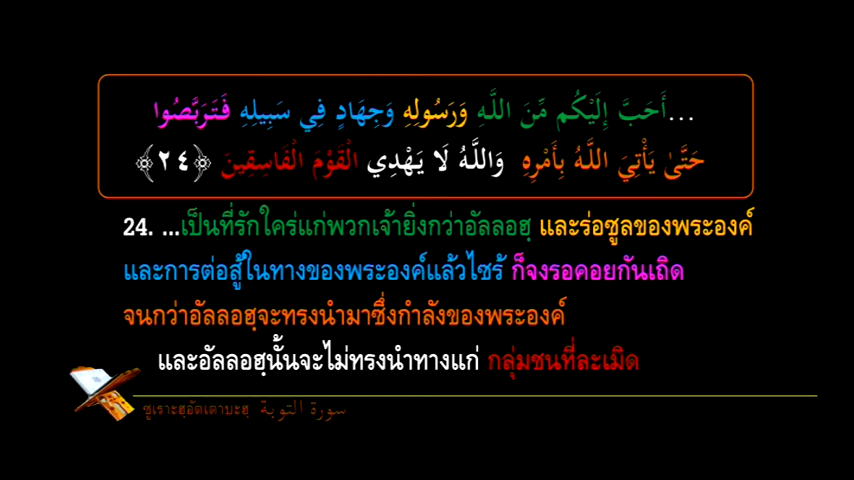 ...أَحَبَّ إِلَيْكُم مِّنَ اللَّهِ وَرَسُولِهِ وَجِهَادٍ فِي سَبِيلِهِ فَتَرَبَّصُوا
حَتَّىٰ يَأْتِيَ اللَّهُ بِأَمْرِهِ وَاللَّهُ لَا يَهْدِي الْقَوْمَ الْفَاسِقِينَ ﴿٢٤﴾
24. ...เป็นที่รักใคร่แก่พวกเจ้ายิ่งกว่าอัลลอฮฺ และร่อซูลของพระองค์
และการต่อสู้ในทางของพระองค์แล้วไซร้ ก็จงรอคอยกันเถิด
จนกว่าอัลลอฮฺจะทรงนำมาซึ่งกำลังของพระองค์
และอัลลอฮฺนั้นจะไม่ทรงนำทางแก่ กลุ่มชนที่ละเมิด
ซูเราะฮฺอัตเตาบะฮฺ سورة التوبة